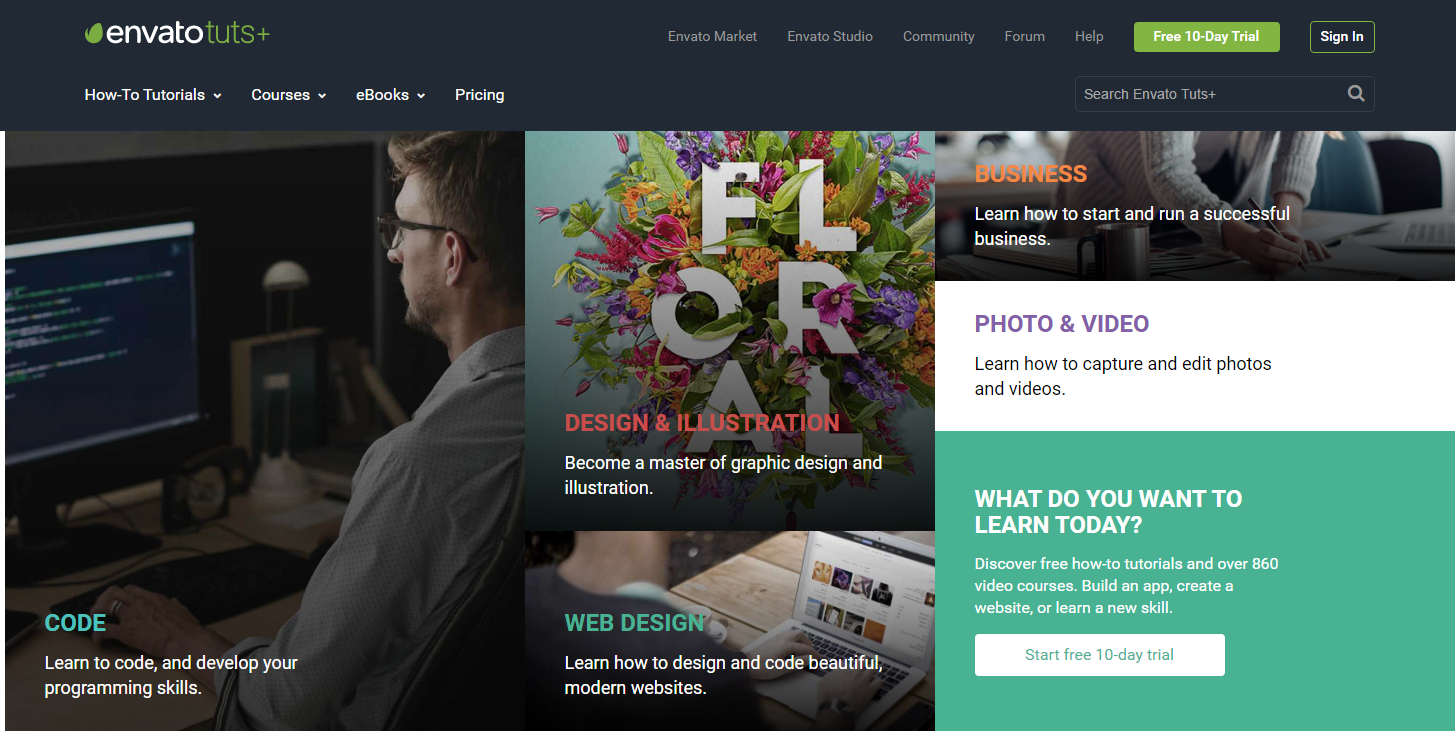 envatotuts+
Envato Market
Envato Studio
Community
Forum
Help
Free 10-Day Trial
Sign In
How-To Tutorials
Courses
eBooks
Pricing
Search Envato Tuts+
CODE
Learn to code, and develop your
programming skills.
FL
OR
AL
DESIGN & ILLUSTRATION
Become a master of graphic design and
illustration.
WEB DESIGN
Learn how to design and code beautiful,
modern websites.
BUSINESS
Learn how to start and run a successful
business.
PHOTO & VIDEO
Learn how to capture and edit photos
and videos.
WHAT DO YOU WANT TO
LEARN TODAY?
Discover free how-to tutorials and over 860
video courses. Build an app, create a
website, or learn a new skill.
Start free 10-day trial